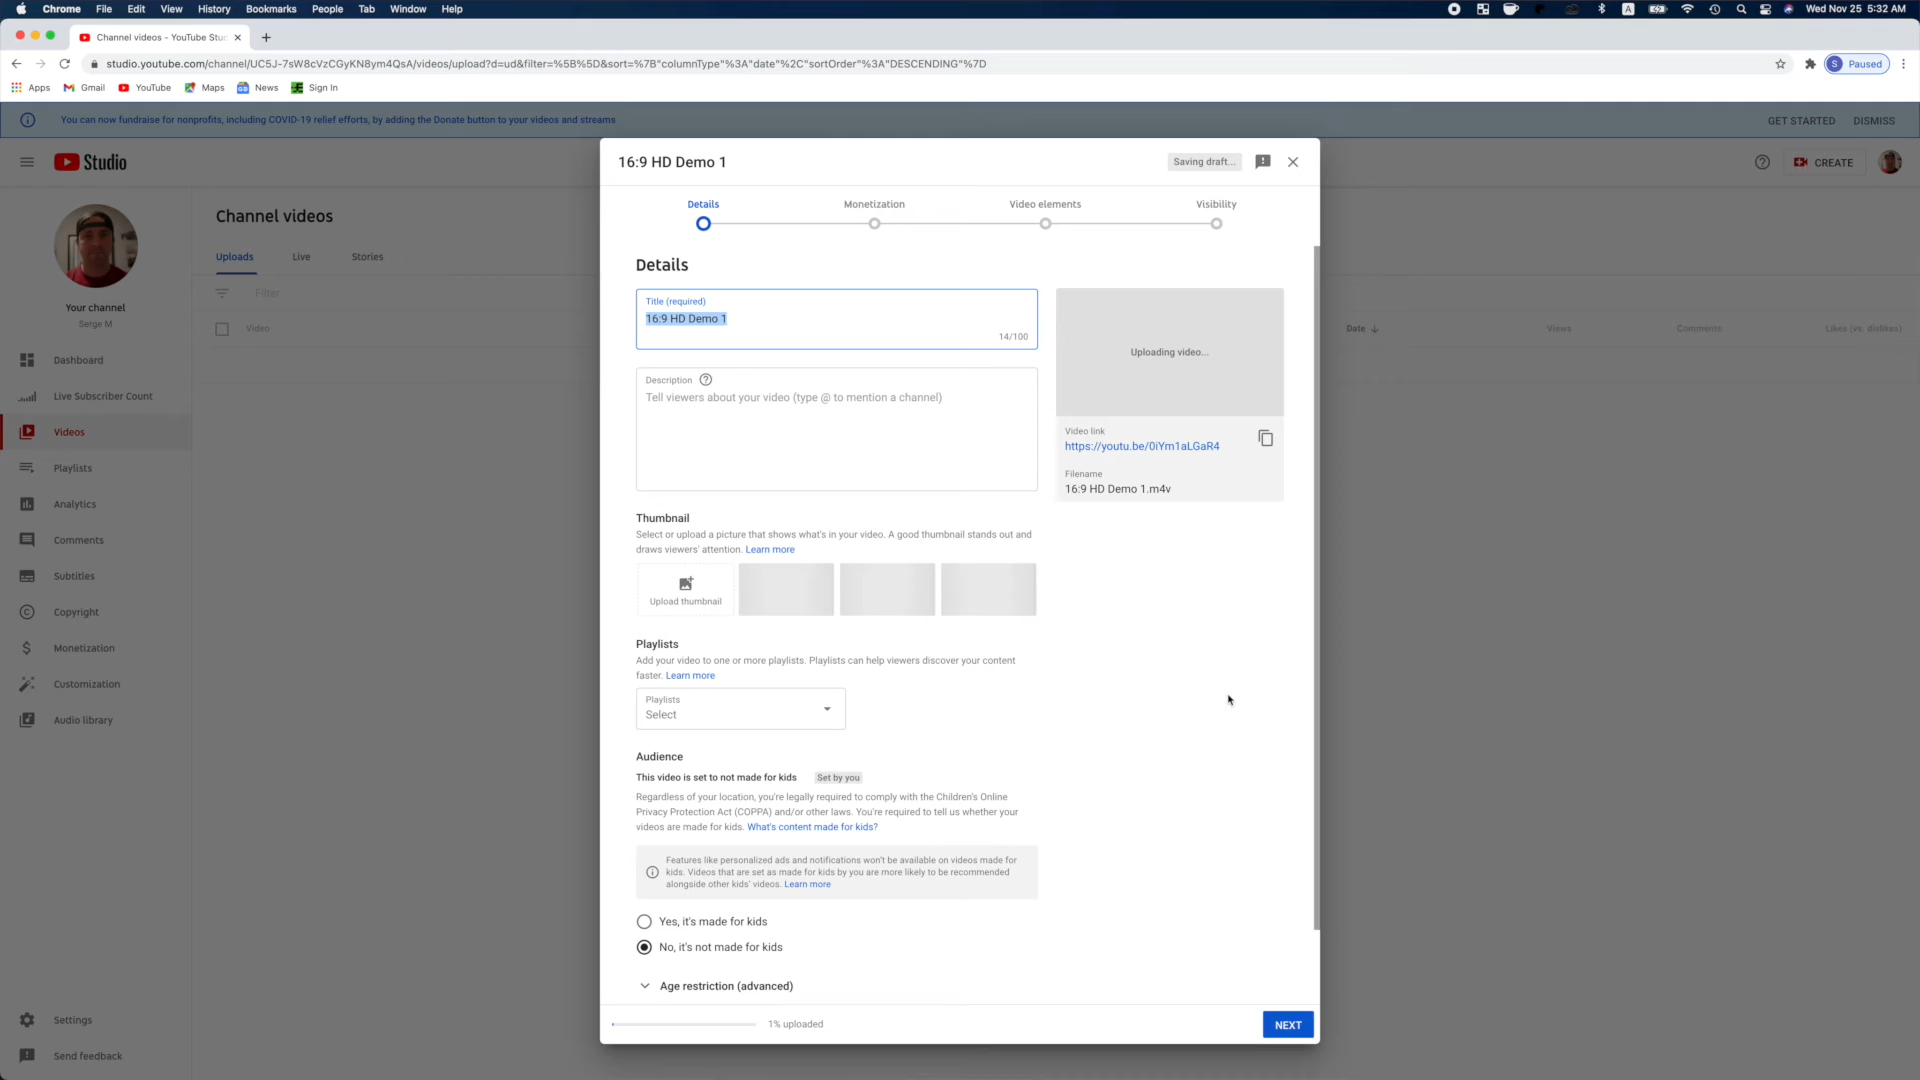 Chrome File Edit View History Bookmarks People Tab Window Help
A
Wed Nov 25 5:32 AM
Channel videos - YouTube Stud
studio.youtube.com/channel/UC5J-7sW8cVzCGyKN8ym4QsA/videos/upload?d=ud&filter=%5B%5D&sort=%7B"columnType"%3A"date"%2C"sortOrder"%3A"DESCENDING"%7D
S Paused
Apps Gmail YouTube Maps News Sign In
You can now fundraise for nonprofits, including COVID-19 relief efforts, by adding the Donate button to your videos and streams
GET STARTED DISMISS
Studio
CREATE
Your channel
Serge M
Dashboard
Live Subscriber Count
Videos
Playlists
Analytics
Comments
Subtitles
Copyright
Monetization
Customization
Audio library
Settings
Send feedback
Channel videos
Uploads Live Stories
Filter
Video
Date Views Comments Likes (vs. dislikes)
16:9 HD Demo 1
Saving draft...
Details Monetization Video elements Visibility
Details
Title (required)
16:9 HD Demo 1
14/100
Description
Tell viewers about your video (type @ to mention a channel)
Uploading video...
Video link
https://youtu.be/0iYm1aLGaR4
Filename
16:9 HD Demo 1.m4v
Thumbnail
Select or upload a picture that shows what's in your video. A good thumbnail stands out and
draws viewers' attention. Learn more
Upload thumbnail
Playlists
Add your video to one or more playlists. Playlists can help viewers discover your content
faster. Learn more
Playlists
Select
Audience
This video is set to not made for kids Set by you
Regardless of your location, you're legally required to comply with the Children's Online
Privacy Protection Act (COPPA) and/or other laws. You're required to tell us whether your
videos are made for kids. What's content made for kids?
Features like personalized ads and notifications won't be available on videos made for
kids. Videos that are set as made for kids by you are more likely to be recommended
alongside other kids' videos. Learn more
Yes, it's made for kids
No, it's not made for kids
Age restriction (advanced)
1% uploaded
NEXT